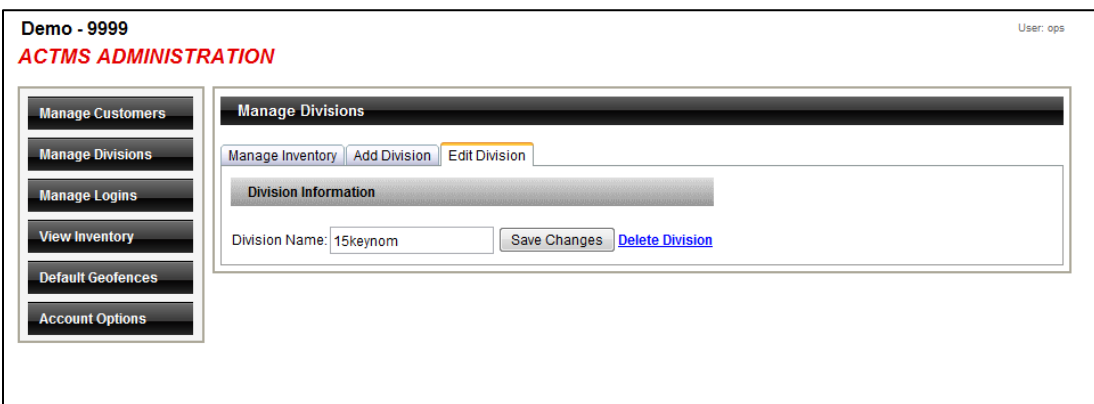 Demo - 9999
User: ops
ACTMS ADMINISTRATION
Manage Customers
Manage Divisions
Manage Logins
View Inventory
Default Geofences
Account Options
Manage Divisions
Manage Inventory Add Division Edit Division
Division Information
Division Name: 15keynom Save Changes Delete Division